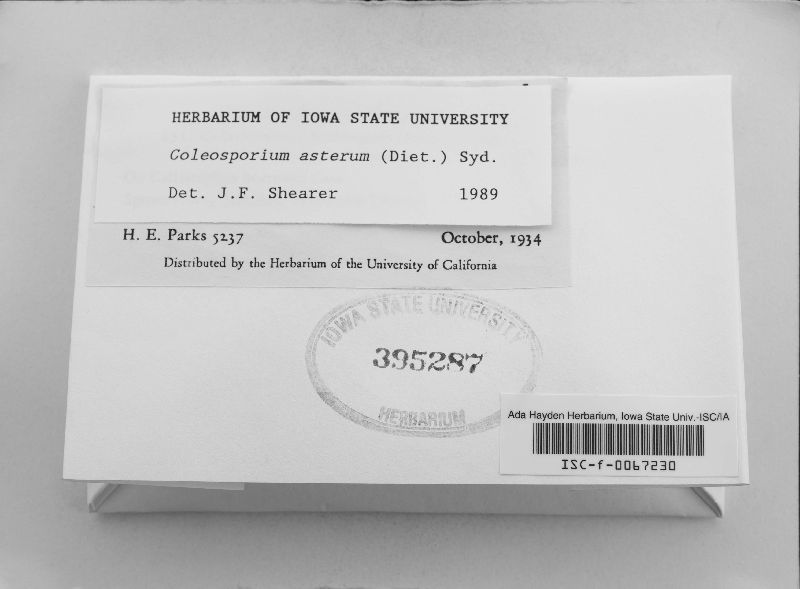 HERBARIUM OF IOWA STATE UNIVERSITY
Coleosporium asterum (Diet.) Syd.
Det. J.F. Shearer 1989
H. E. Parks 5237 October, 1934
Distributed by the Herbarium of the University of California
IOWA STATE UNIVERSITY
395287
HERBARIUM
Ada Hayden Herbarium, Iowa State Univ.-ISC/IA
ISC-f-0067230